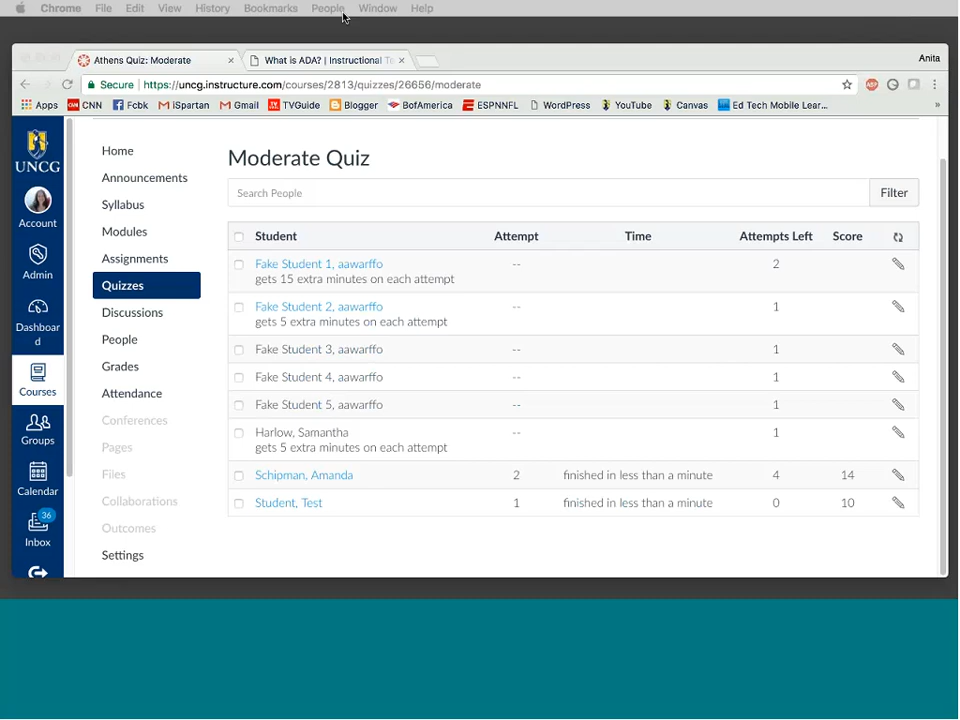 Chrome File Edit View History Bookmarks People Window Help
Athens Quiz: Moderate
What is ADA? | Instructional Te
Anita
Secure https://uncg.instructure.com/courses/2813/quizzes/26656/moderate
Apps CNN Fcbk iSpartan Gmail TVGuide Blogger BofAmerica ESPNNFL WordPress YouTube Canvas Ed Tech Mobile Lear... »
UNCG
Account
Admin
Dashboar
d
Courses
Groups
Calendar
36
Inbox
Home
Announcements
Syllabus
Modules
Assignments
Quizzes
Discussions
People
Grades
Attendance
Conferences
Pages
Files
Collaborations
Outcomes
Settings
Moderate Quiz
Search People
Filter
Student Attempt Time Attempts Left Score
Fake Student 1, aawarffo -- 2
gets 15 extra minutes on each attempt
Fake Student 2, aawarffo -- 1
gets 5 extra minutes on each attempt
Fake Student 3, aawarffo -- 1
Fake Student 4, aawarffo -- 1
Fake Student 5, aawarffo -- 1
Harlow, Samantha -- 1
gets 5 extra minutes on each attempt
Schipman, Amanda 2 finished in less than a minute 4 14
Student, Test 1 finished in less than a minute 0 10